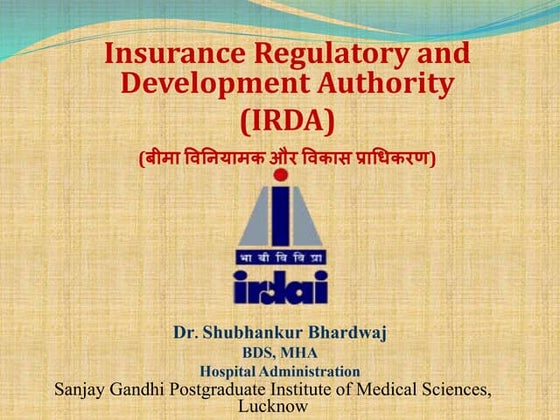 Insurance Regulatory and
Development Authority
(IRDA)
(बीमा विनियामक और विकास प्राधिकरण)
भा बी वि वि प्रा
irdai
Dr. Shubhankur Bhardwaj
BDS, MHA
Hospital Administration
Sanjay Gandhi Postgraduate Institute of Medical Sciences,
Lucknow